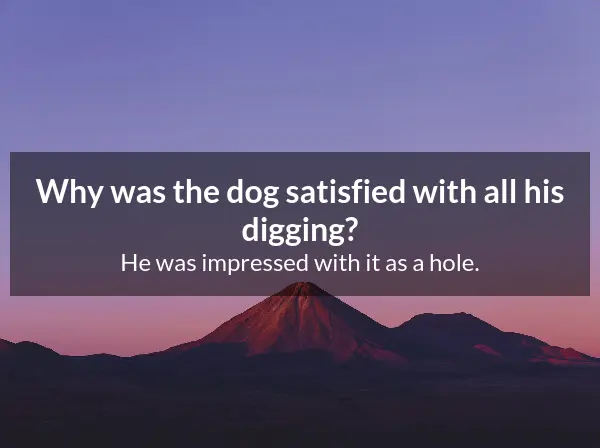 Why was the dog satisfied with all his
digging?
He was impressed with it as a hole.